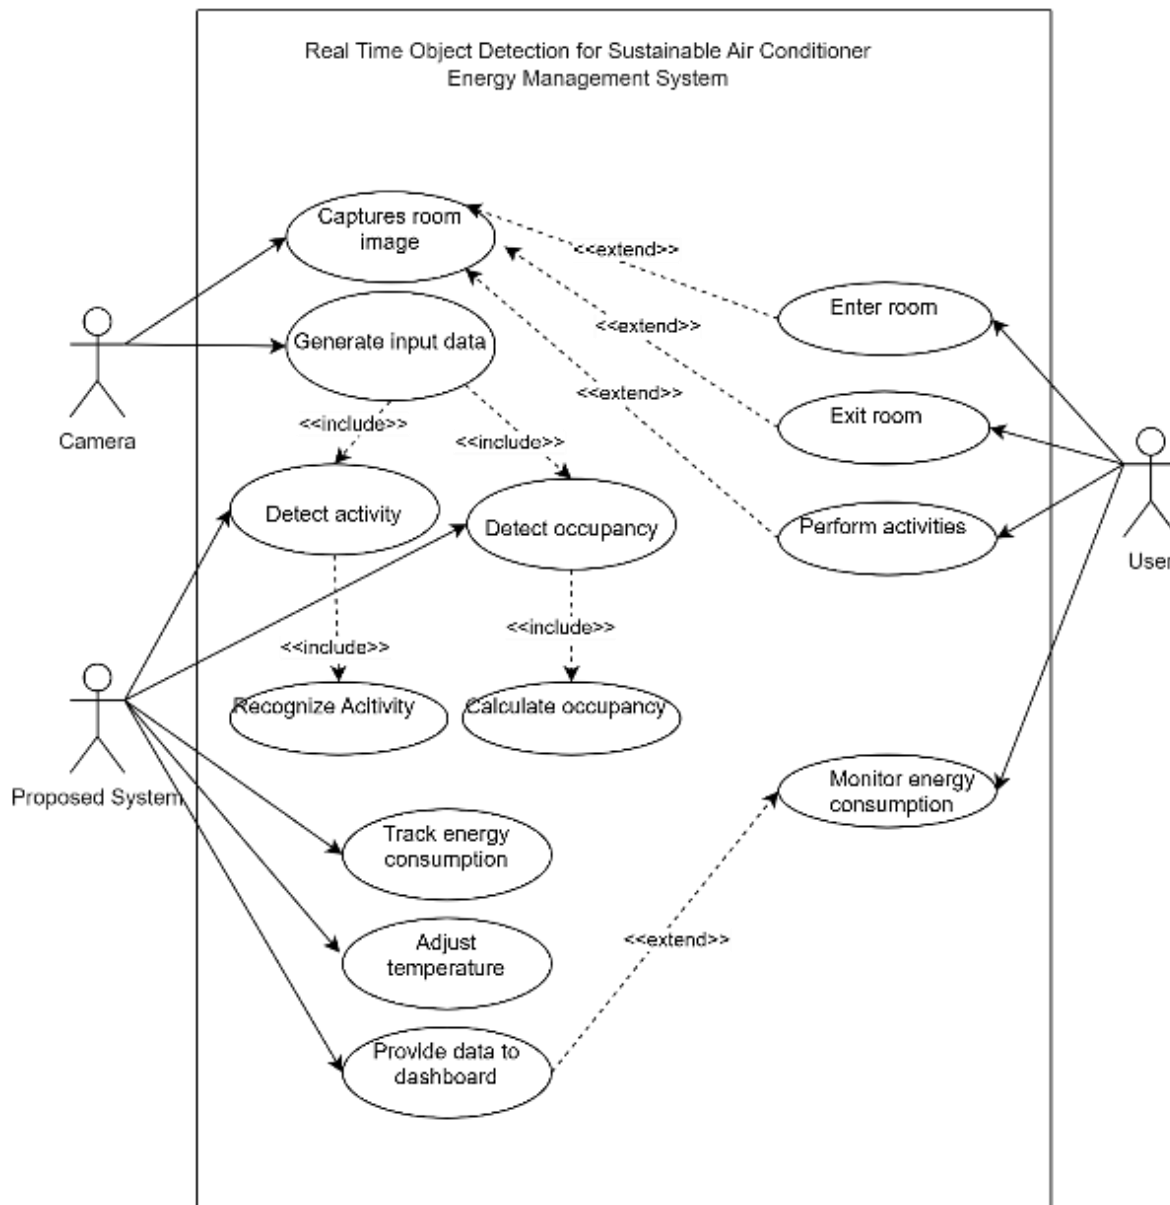 Real Time Object Detection for Sustainable Air Conditioner
Energy Management System
Captures room
image
<<extend>>
Enter room
Generate input data
<<extend>>
Camera
<<include>>
<<include>>
<<extend>>
Exit room
Detect activity
Detect occupancy
Perform activities
User
<<include>>
<<include>>
Recognize Acitivity
Calculate occupancy
Proposed System
Monitor energy
consumption
Track energy
consumption
<<extend>>
Adjust
temperature
Provide data to
dashboard